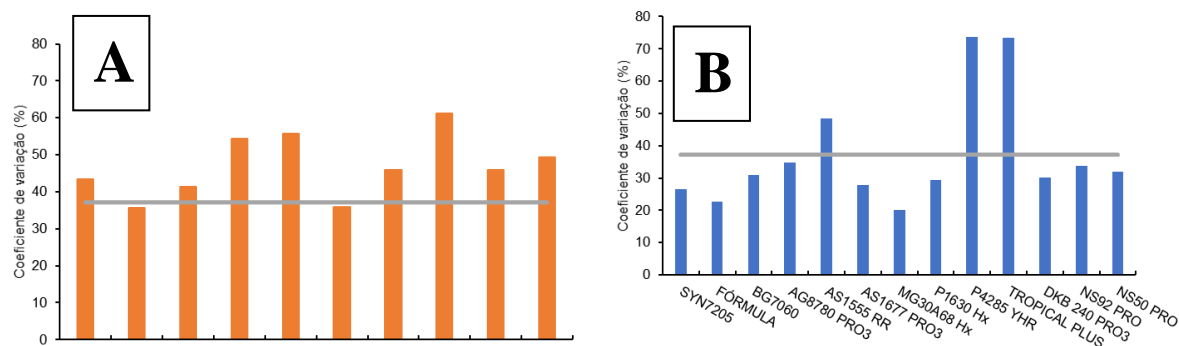 A
Coeficiente de variação (%)
80
70
60
50
40
30
20
10
0
B
Coeficiente de variação (%)
80
70
60
50
40
30
20
10
0
SYN7205
FÓRMULA
BG7060
AG8780 PRO3
AS1555 RR
AS1677 PRO3
MG30A68 Hx
P1630 Hx
P4285 YHR
TROPICAL PLUS
DKB 240 PRO3
NS92 PRO
NS50 PRO